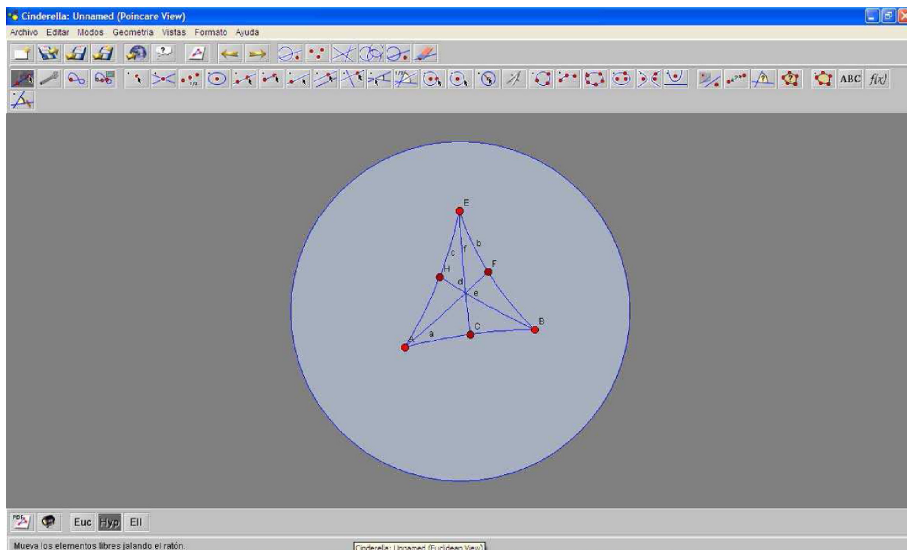 Cinderella: Unnamed (Poincare View)
Archivo Editar Modos Geometria Vistas Formato Ayuda
ABC f(x)
E
c f b
H F
d e
A a C B
Euc Hyp Ell
Mueva los elementos libres jalando el ratón.
Cinderella: Unnamed (Euclidean View)